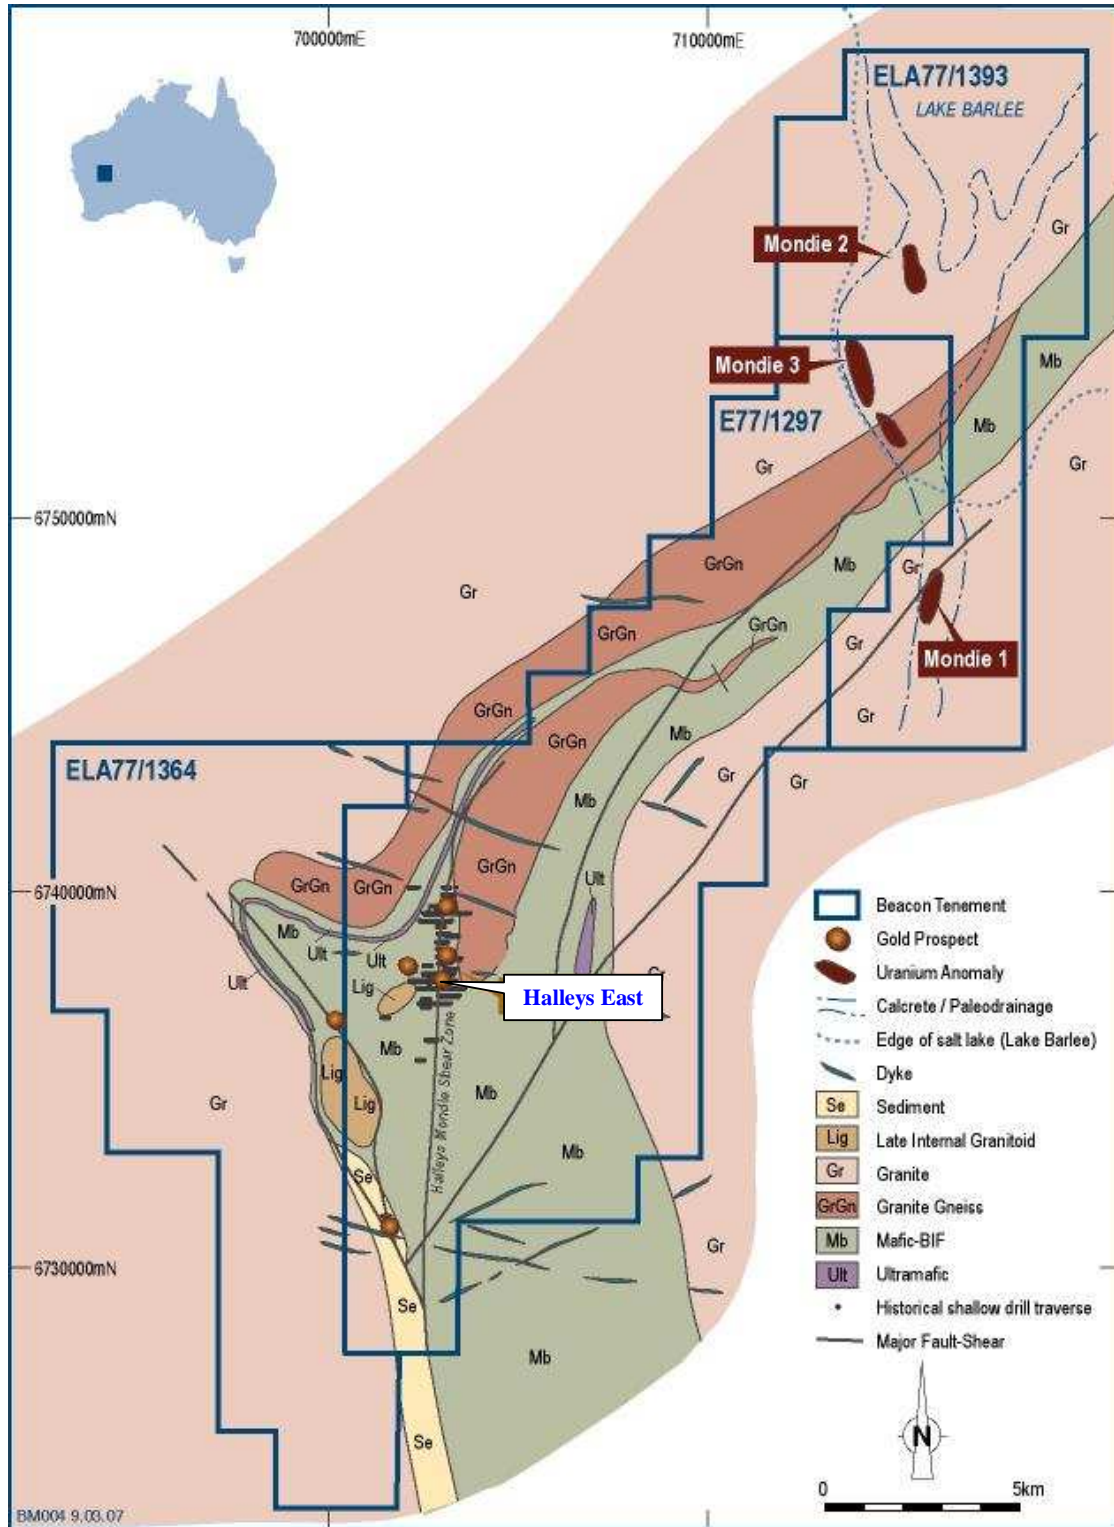 700000mE
710000mE
ELA77/1393
LAKE BARLEE
Gr
Mondie 2
Mb
Mondie 3
E77/1297
Mb
Gr
Gr
6750000mN
Mb
GrGn
Gr
Gr
GrGn
GrGn
Gr
Mondie 1
GrGn
Gr
Mb
GrGn
ELA77/1364
Gr
Gr
Mb
GrGn
Ult
GrGn
GrGn
6740000mN
Mb
Ult
Ult
Ult
Lig
Gr
Halleys East
Halleys Mondie Shear Zone
Mb
Lig
Lig
Mb
Gr
Mb
Se
Gr
6730000mN
Se
Mb
Se
Beacon Tenement
Gold Prospect
Uranium Anomaly
Calcrete / Paleodrainage
Edge of salt lake (Lake Barlee)
Dyke
Se Sediment
Lig Late Internal Granitoid
Gr Granite
GrGn Granite Gneiss
Mb Mafic-BIF
Ult Ultramafic
Historical shallow drill traverse
Major Fault-Shear
N
0 5km
BM004 9.03.07